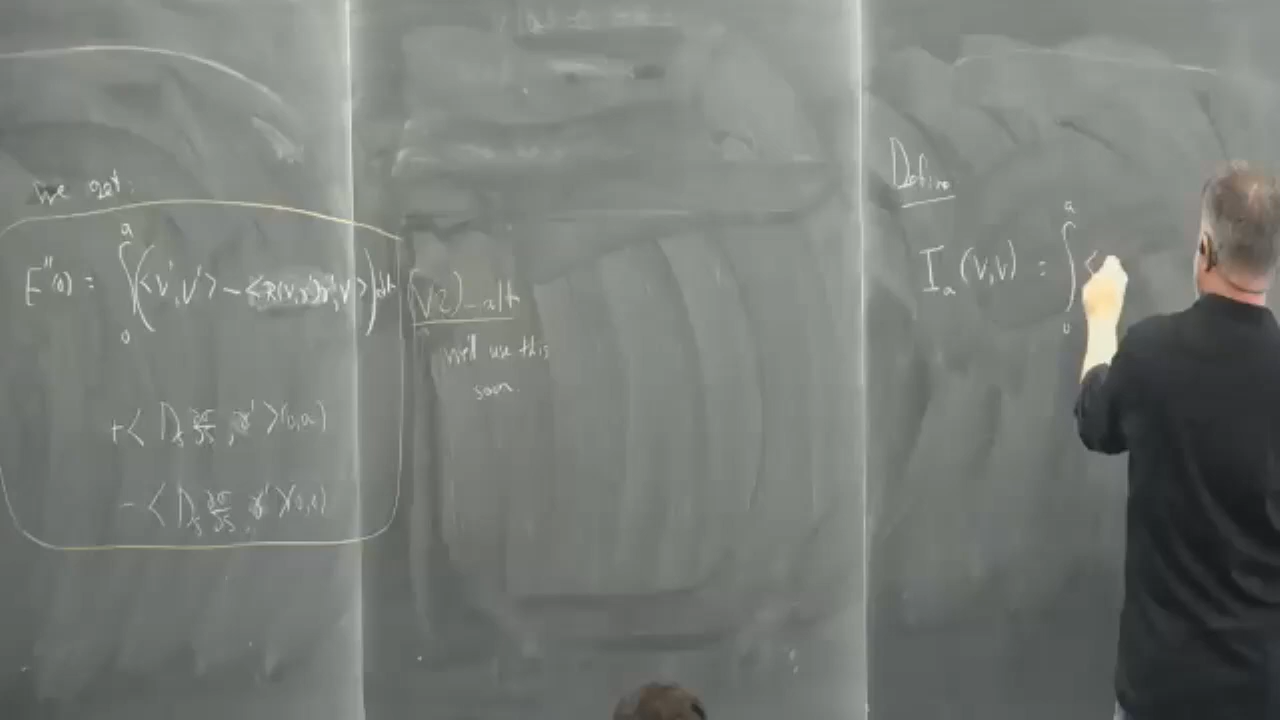 We get:
E''(0) = ∫₀ᵃ (<V',V'> - <R(V,γ')γ',V>) dt
+ < D_s ∂σ/∂s, γ' >(0,a)
- < D_s ∂σ/∂s, γ' >(0,0)
(V2)-alt
We'll use this
soon.
Define
I_a (V,V) = ∫₀ᵃ <